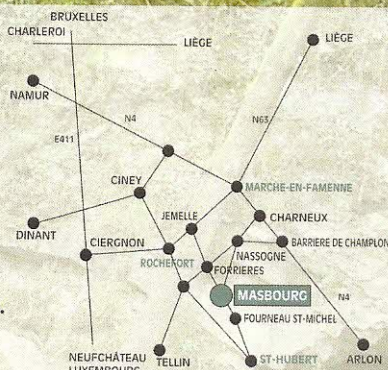 BRUXELLES
CHARLEROI
LIÈGE
LIÈGE
NAMUR
N4
N63
E411
CINEY
MARCHE-EN-FAMENNE
DINANT
JEMELLE
CHARNEUX
CIERGNON
ROCHEFORT
NASSOGNE
BARRIERE DE CHAMPLON
FORRIERES
MASBOURG
N4
FOURNEAU ST-MICHEL
NEUFCHÂTEAU
LUXEMBOURG
TELLIN
ST-HUBERT
ARLON